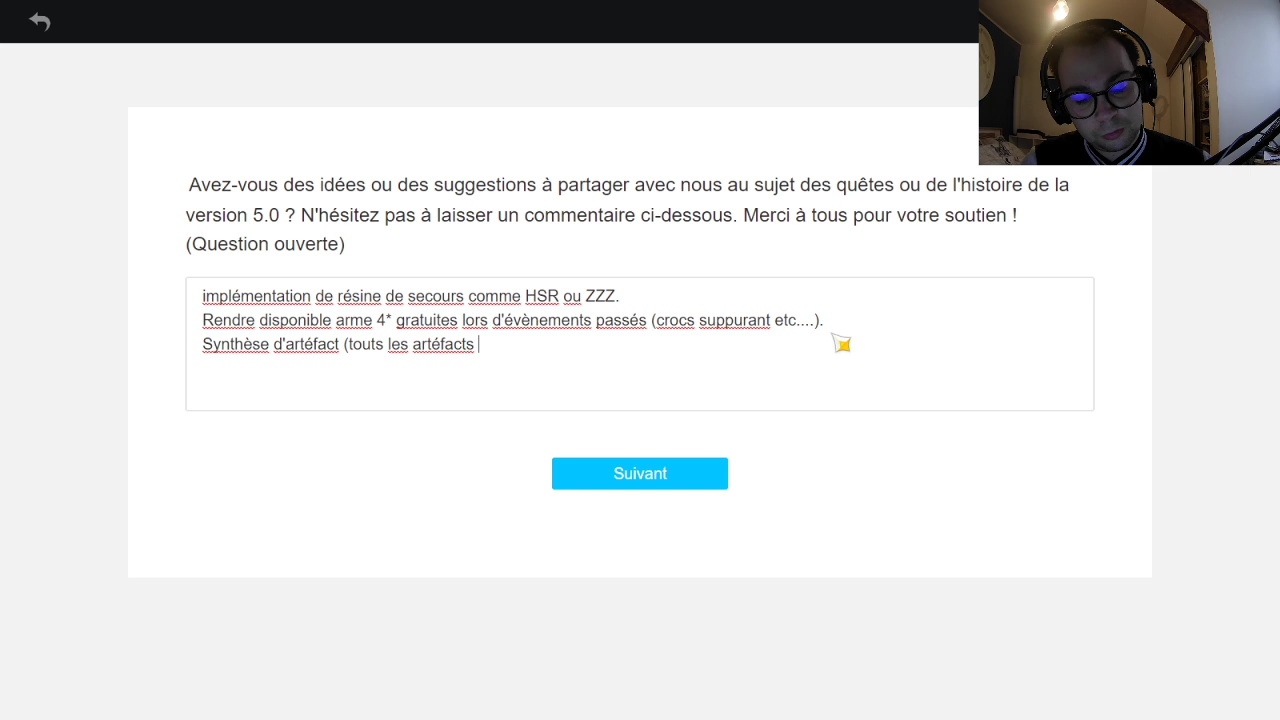 Avez-vous des idées ou des suggestions à partager avec nous au sujet des quêtes ou de l'histoire de la
version 5.0 ? N'hésitez pas à laisser un commentaire ci-dessous. Merci à tous pour votre soutien !
(Question ouverte)
implémentation de résine de secours comme HSR ou ZZZ.
Rendre disponible arme 4* gratuites lors d'évènements passés (crocs suppurant etc....).
Synthèse d'artéfact (touts les artéfacts
Suivant